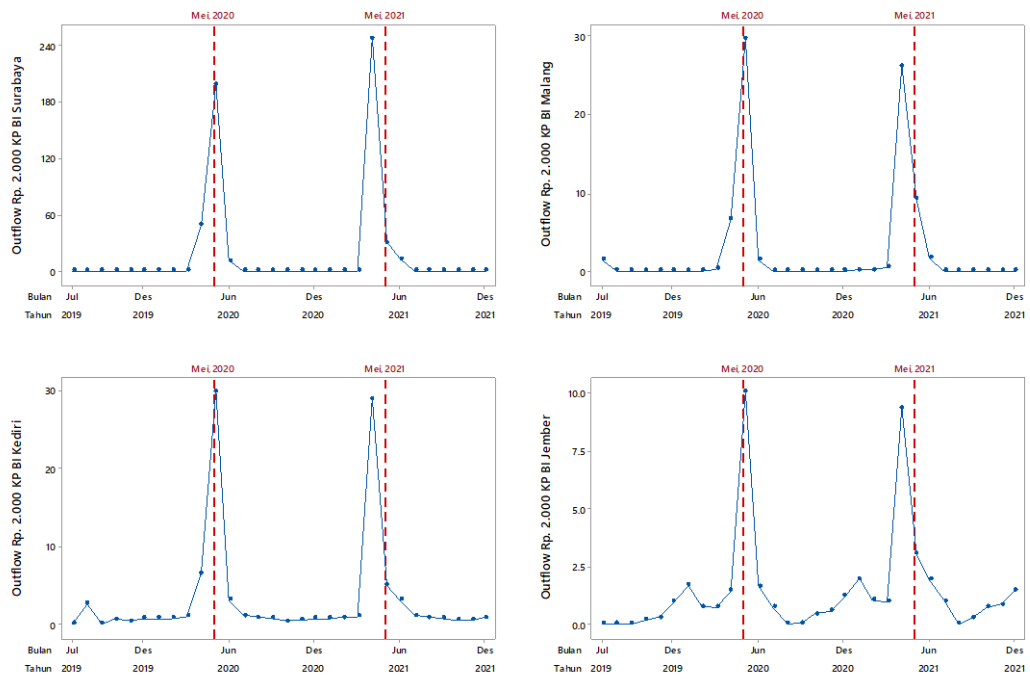 Mei, 2020 Mei, 2021
Outflow Rp. 2.000 KP BI Surabaya
240
180
120
60
0
Bulan Jul Des Jun Des Jun Des
Tahun 2019 2019 2020 2020 2021 2021
Mei, 2020 Mei, 2021
Outflow Rp. 2.000 KP BI Malang
30
20
10
0
Bulan Jul Des Jun Des Jun Des
Tahun 2019 2019 2020 2020 2021 2021
Mei, 2020 Mei, 2021
Outflow Rp. 2.000 KP BI Kediri
30
20
10
0
Bulan Jul Des Jun Des Jun Des
Tahun 2019 2019 2020 2020 2021 2021
Mei, 2020 Mei, 2021
Outflow Rp. 2.000 KP BI Jember
10.0
7.5
5.0
2.5
0.0
Bulan Jul Des Jun Des Jun Des
Tahun 2019 2019 2020 2020 2021 2021